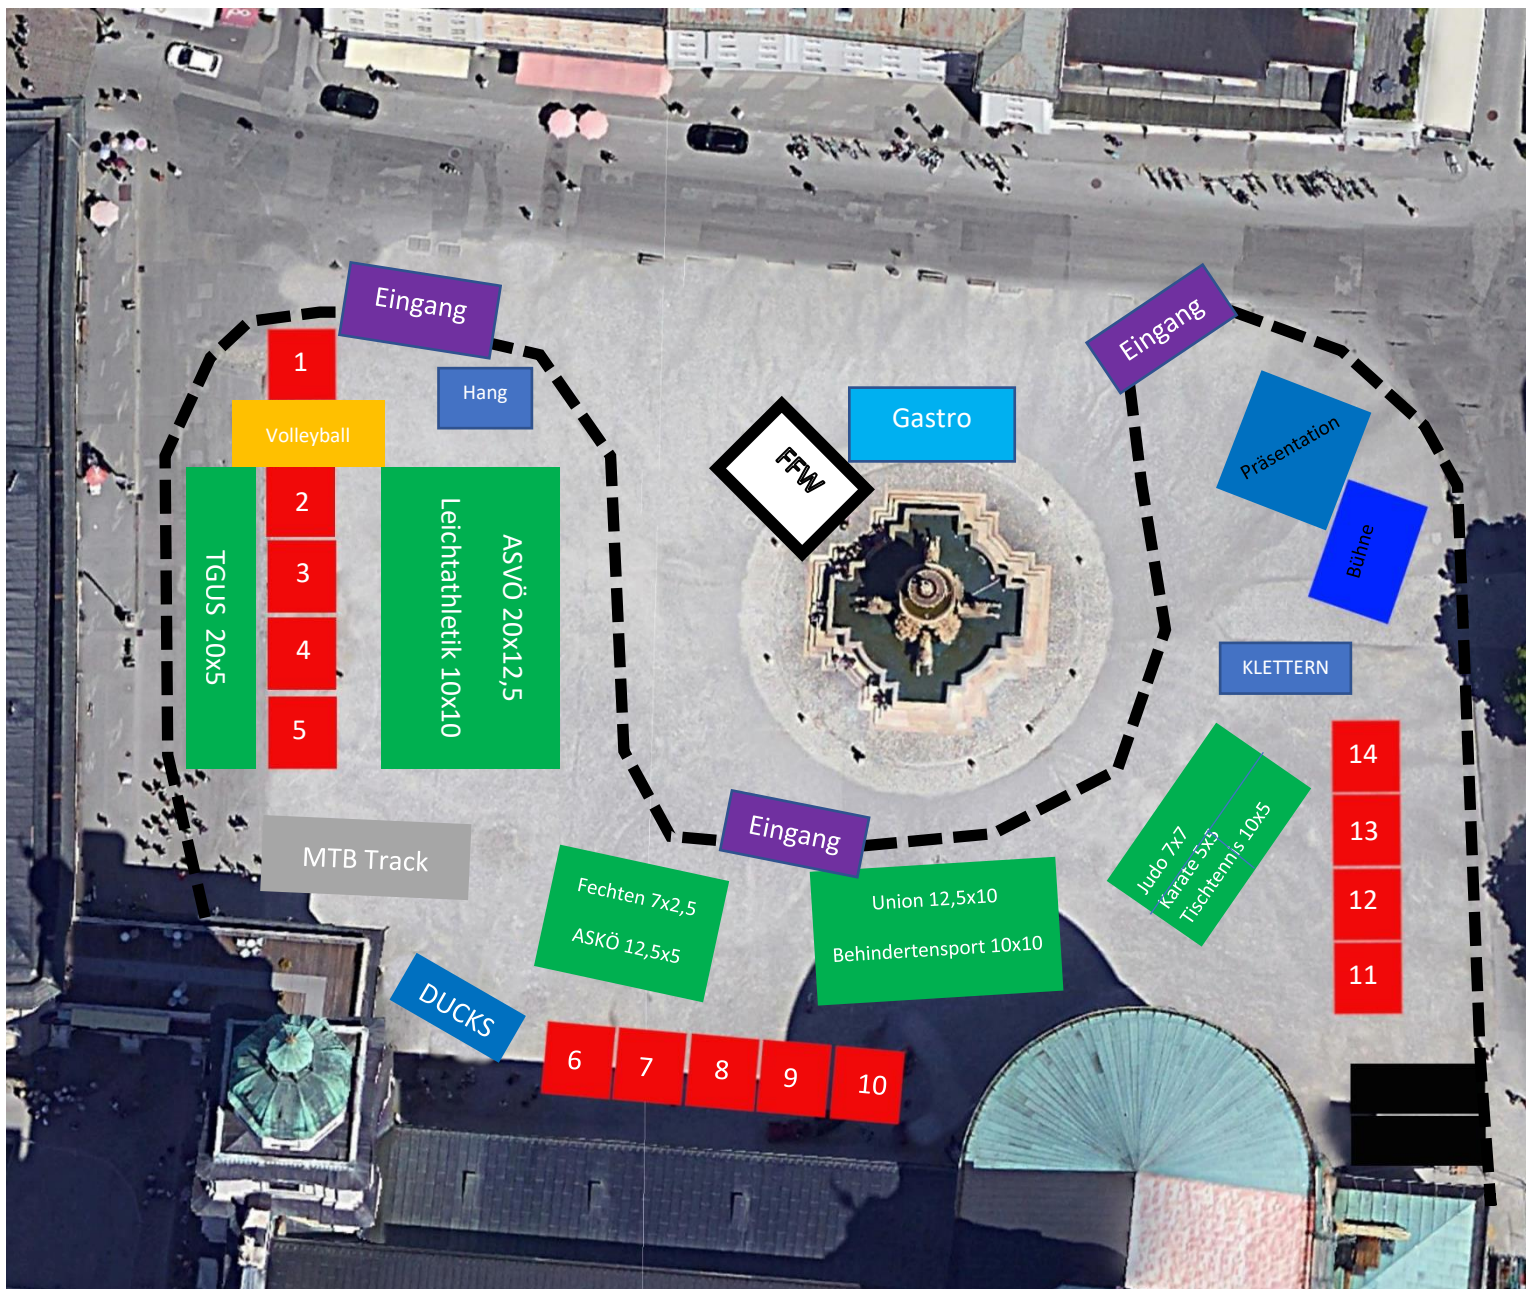 Eingang
Eingang
1
Hang
Volleyball
Gastro
FFW
Präsentation
Bühne
2
3
4
5
TGUS 20x5
ASVÖ 20x12,5
Leichtathletik 10x10
KLETTERN
14
13
12
11
Eingang
MTB Track
Fechten 7x2,5
ASKÖ 12,5x5
Union 12,5x10
Behindertensport 10x10
Judo 7x7
Karate 5x5
Tischtennis 10x5
DUCKS
6
7
8
9
10